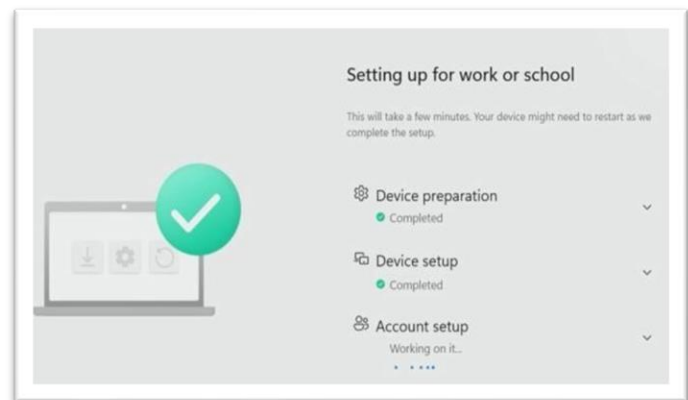 Setting up for work or school
This will take a few minutes. Your device might need to restart as we
complete the setup.
Device preparation
Completed
Device setup
Completed
Account setup
Working on it...